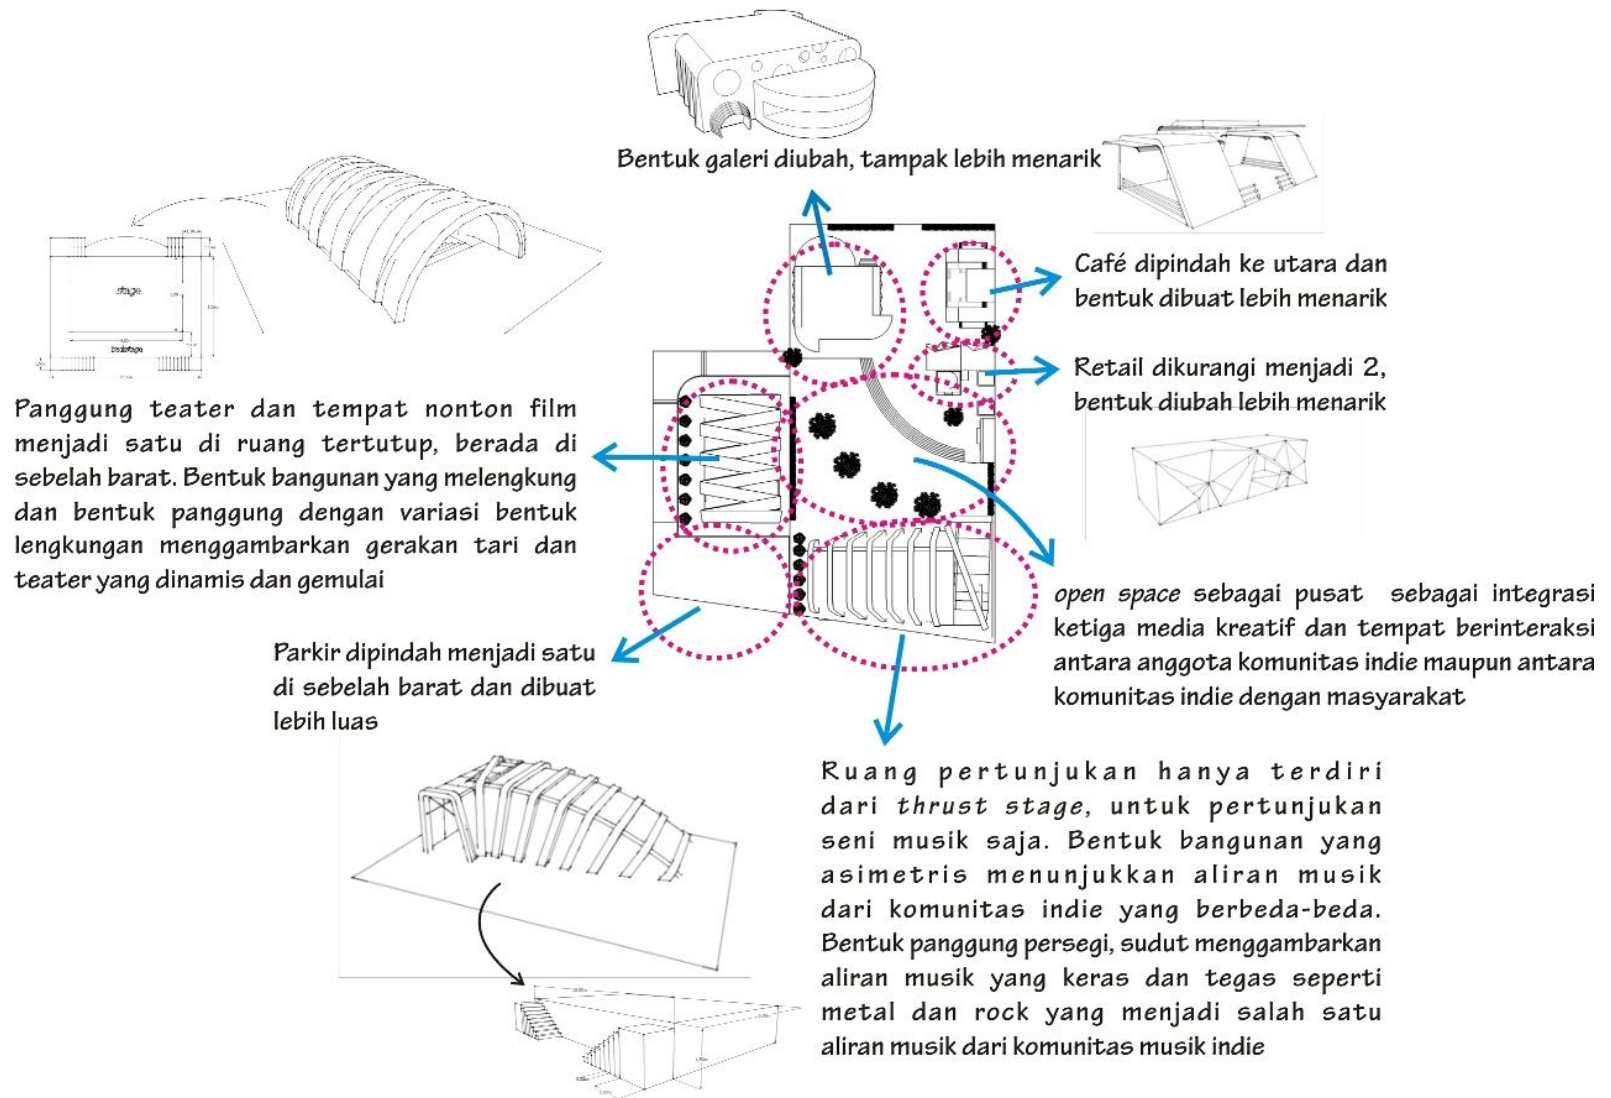 Bentuk galeri diubah, tampak lebih menarik
Café dipindah ke utara dan
bentuk dibuat lebih menarik
stage
backstage
Retail dikurangi menjadi 2,
bentuk diubah lebih menarik
Panggung teater dan tempat nonton film
menjadi satu di ruang tertutup, berada di
sebelah barat. Bentuk bangunan yang melengkung
dan bentuk panggung dengan variasi bentuk
lengkungan menggambarkan gerakan tari dan
teater yang dinamis dan gemulai
open space sebagai pusat sebagai integrasi
ketiga media kreatif dan tempat berinteraksi
antara anggota komunitas indie maupun antara
komunitas indie dengan masyarakat
Parkir dipindah menjadi satu
di sebelah barat dan dibuat
lebih luas
Ruang pertunjukan hanya terdiri
dari thrust stage, untuk pertunjukan
seni musik saja. Bentuk bangunan yang
asimetris menunjukkan aliran musik
dari komunitas indie yang berbeda-beda.
Bentuk panggung persegi, sudut menggambarkan
aliran musik yang keras dan tegas seperti
metal dan rock yang menjadi salah satu
aliran musik dari komunitas musik indie